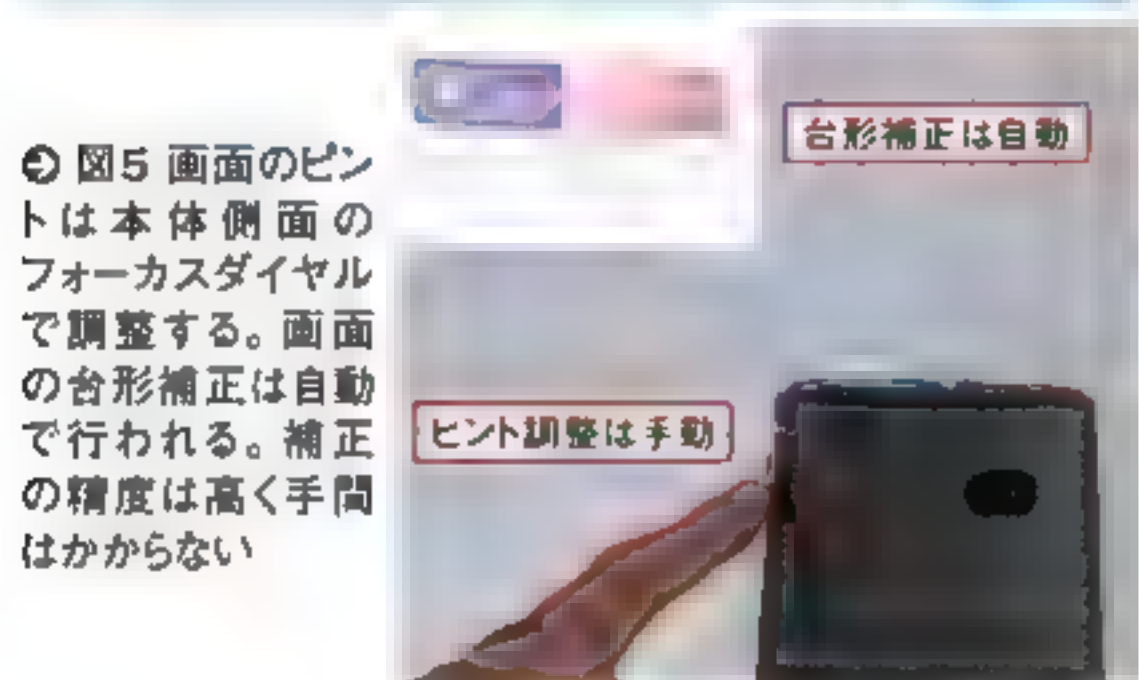 ➔ 図5 画面のピン
トは本体側面の
フォーカスダイヤル
で調整する。画面
の台形補正は自動
で行われる。補正
の精度は高く手間
はかからない
台形補正は自動
ピント調整は手動